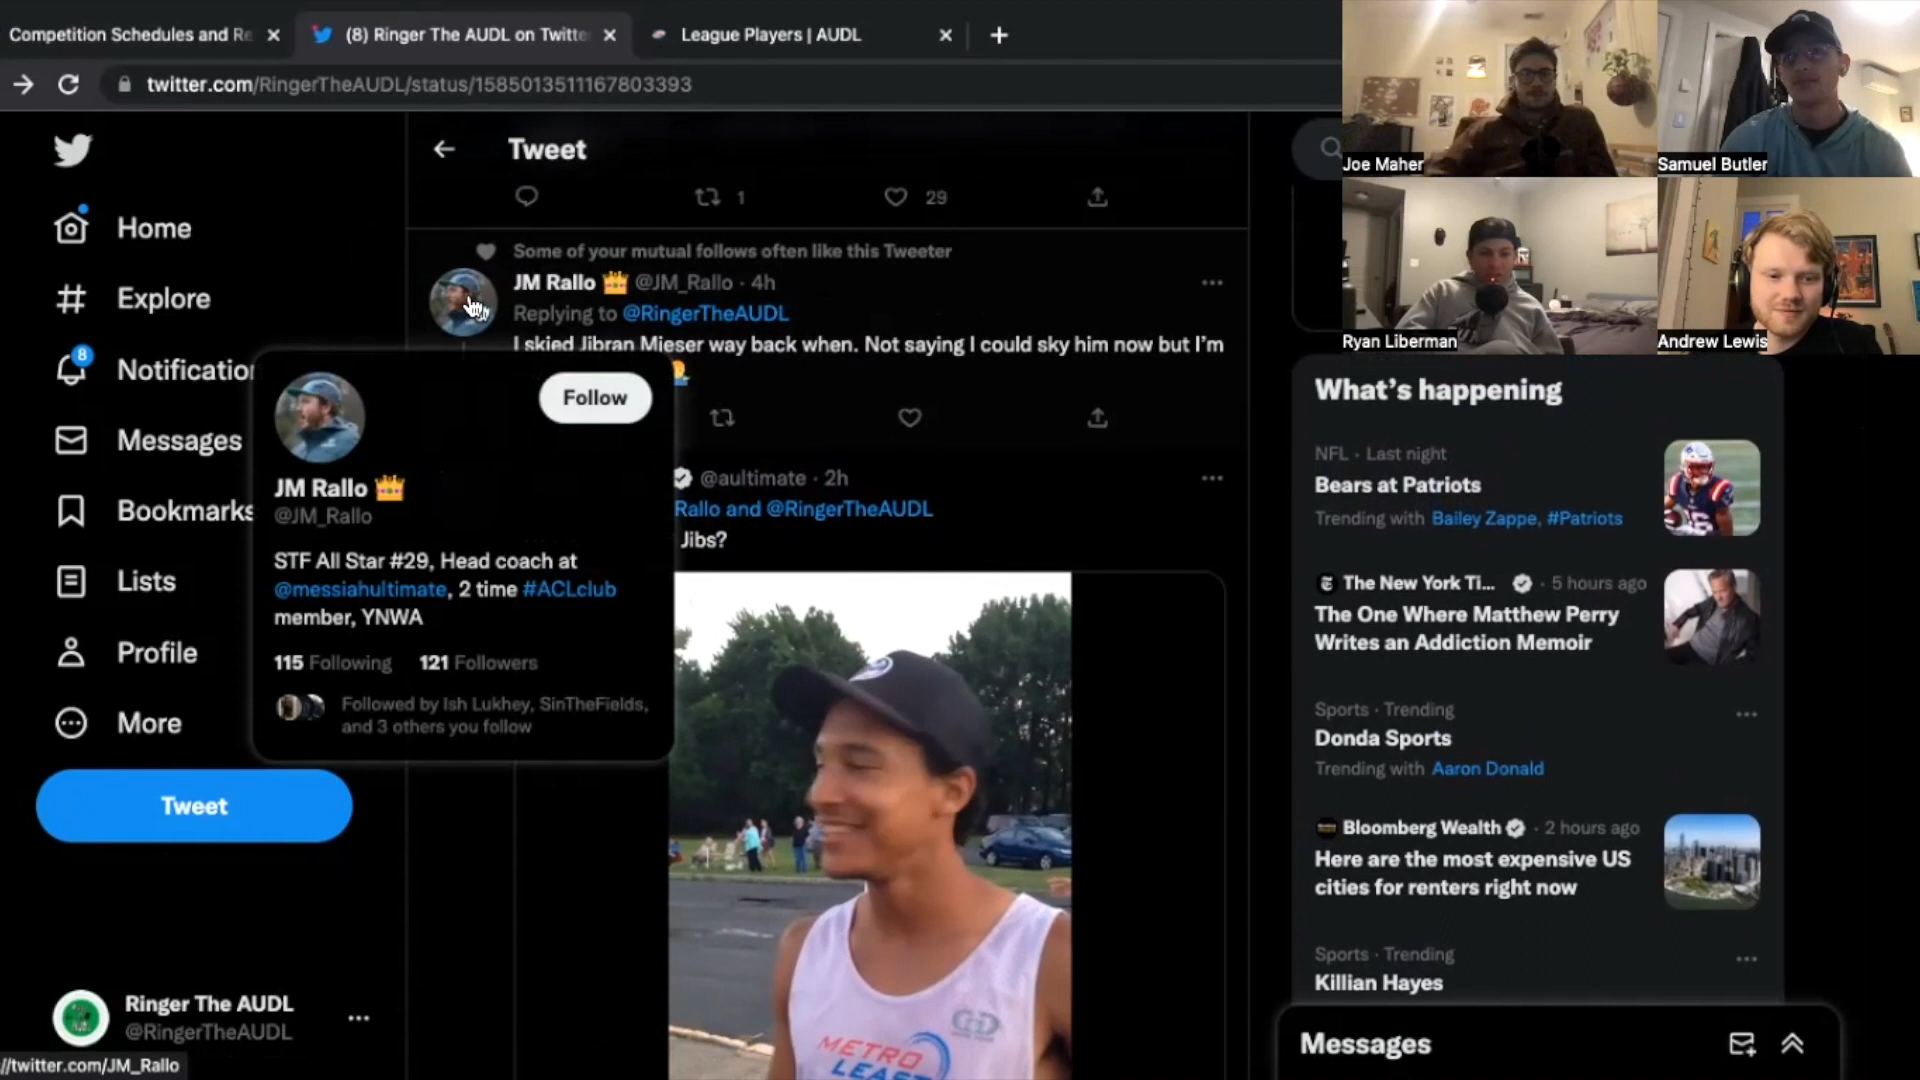 Competition Schedules and Re
(8) Ringer The AUDL on Twitte
League Players | AUDL
twitter.com/RingerTheAUDL/status/1585013511167803393
Joe Maher
Samuel Butler
Ryan Liberman
Andrew Lewis
Home
Explore
8
Notification
Messages
Bookmarks
Lists
Profile
More
Tweet
Ringer The AUDL
@RingerTheAUDL
//twitter.com/JM_Rallo
Tweet
1
29
Some of your mutual follows often like this Tweeter
JM Rallo 👑 @JM_Rallo · 4h
Replying to @RingerTheAUDL
I skied Jibran Mieser way back when. Not saying I could sky him now but I'm
Follow
JM Rallo 👑
@JM_Rallo
STF All Star #29, Head coach at
@messiahultimate, 2 time #ACLclub
member, YNWA
115 Following 121 Followers
Followed by Ish Lukhey, SinTheFields,
and 3 others you follow
@aultimate · 2h
Rallo and @RingerTheAUDL
Jibs?
METRO
LEAST
What's happening
NFL · Last night
Bears at Patriots
Trending with Bailey Zappe, #Patriots
The New York Ti... · 5 hours ago
The One Where Matthew Perry
Writes an Addiction Memoir
Sports · Trending
Donda Sports
Trending with Aaron Donald
Bloomberg Wealth · 2 hours ago
Here are the most expensive US
cities for renters right now
Sports · Trending
Killian Hayes
Messages